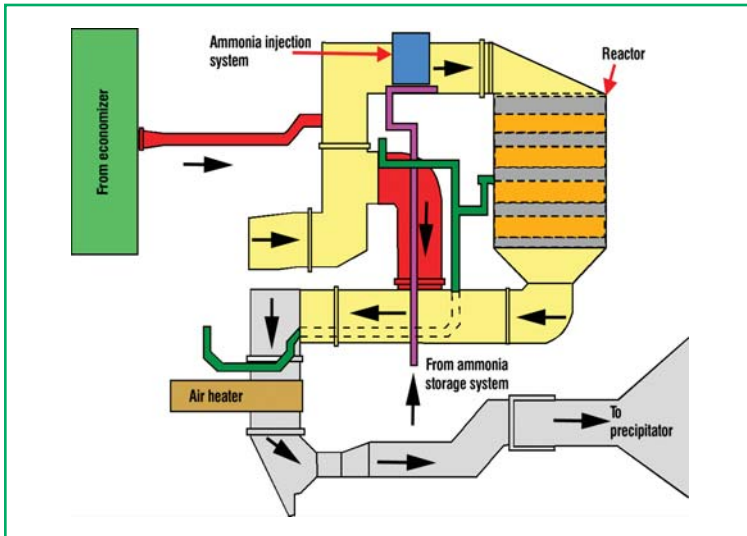 Ammonia injection
system
Reactor
From economizer
From ammonia
storage system
Air heater
To
precipitator